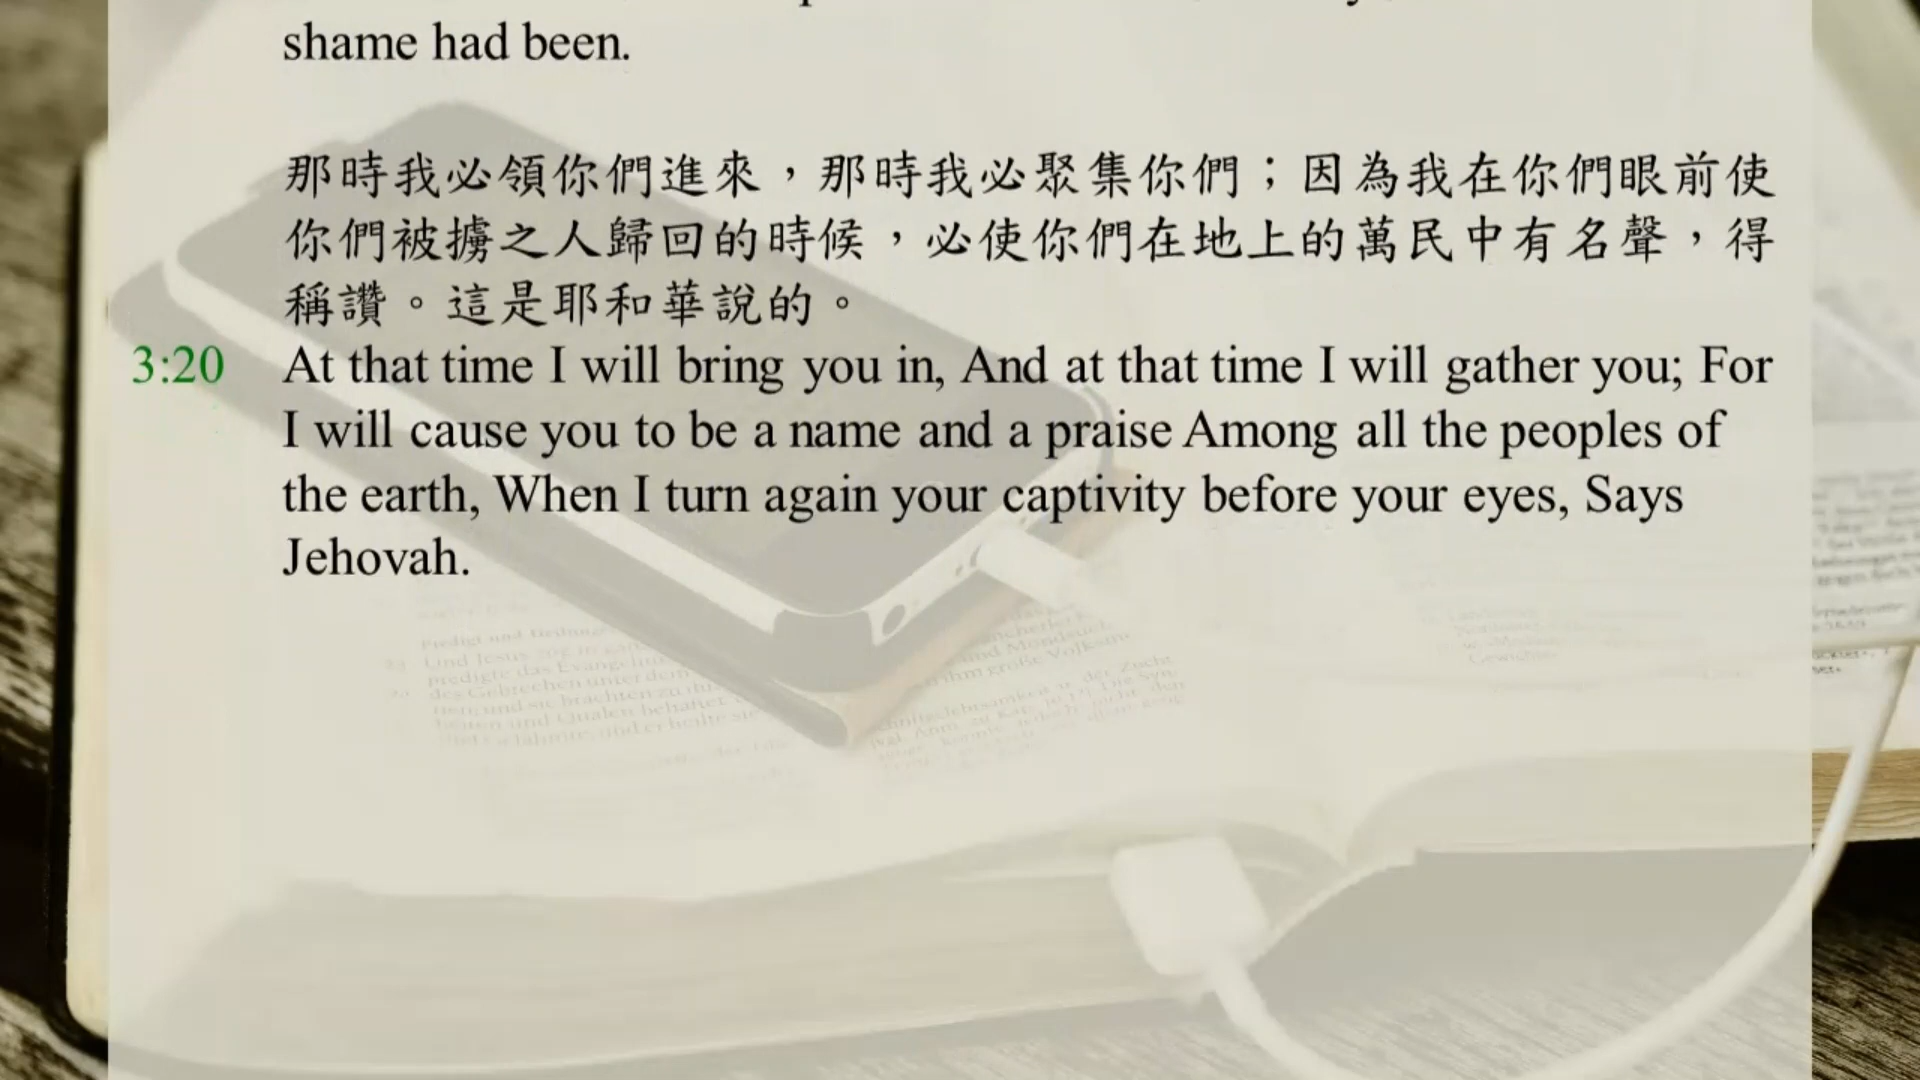 shame had been.
那時我必領你們進來，那時我必聚集你們；因為我在你們眼前使
你們被擄之人歸回的時候，必使你們在地上的萬民中有名聲，得
稱讚。這是耶和華說的。
3:20 At that time I will bring you in, And at that time I will gather you; For
I will cause you to be a name and a praise Among all the peoples of
the earth, When I turn again your captivity before your eyes, Says
Jehovah.